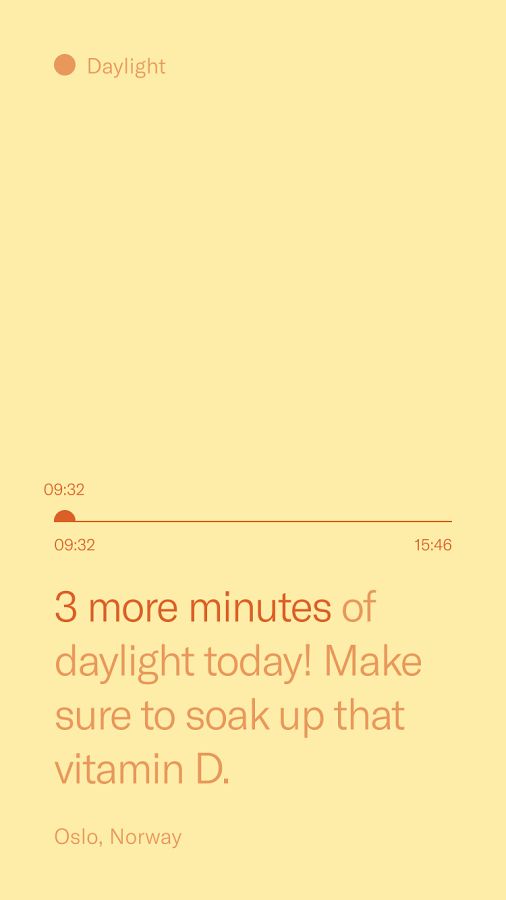 Daylight
09:32
09:32 15:46
3 more minutes of
daylight today! Make
sure to soak up that
vitamin D.
Oslo, Norway